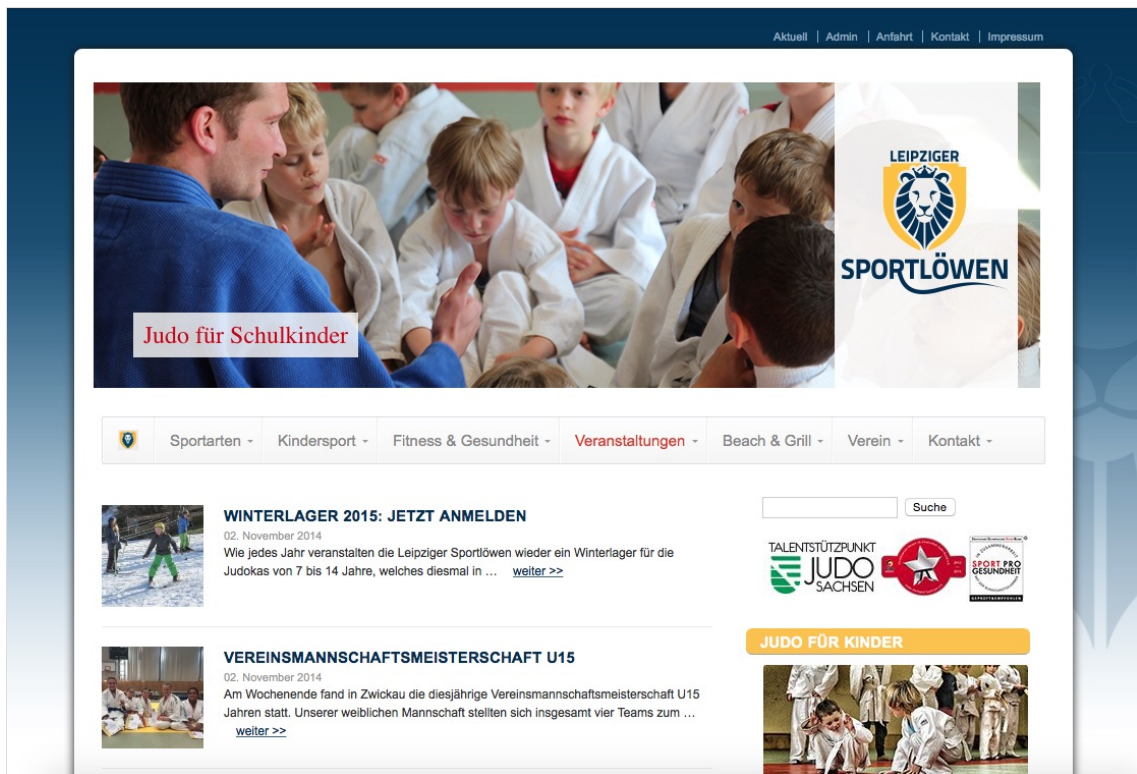 Aktuell | Admin | Anfahrt | Kontakt | Impressum
LEIPZIGER
SPORTLÖWEN
Judo für Schulkinder
Sportarten Kindersport Fitness & Gesundheit Veranstaltungen Beach & Grill Verein Kontakt
WINTERLAGER 2015: JETZT ANMELDEN
02. November 2014
Wie jedes Jahr veranstalten die Leipziger Sportlöwen wieder ein Winterlager für die
Judokas von 7 bis 14 Jahre, welches diesmal in … weiter >>
VEREINSMANNSCHAFTSMEISTERSCHAFT U15
02. November 2014
Am Wochenende fand in Zwickau die diesjährige Vereinsmannschaftsmeisterschaft U15
Jahren statt. Unserer weiblichen Mannschaft stellten sich insgesamt vier Teams zum …
weiter >>
Suche
TALENTSTÜTZPUNKT
JUDO
SACHSEN
SPORT PRO
GESUNDHEIT
JUDO FÜR KINDER